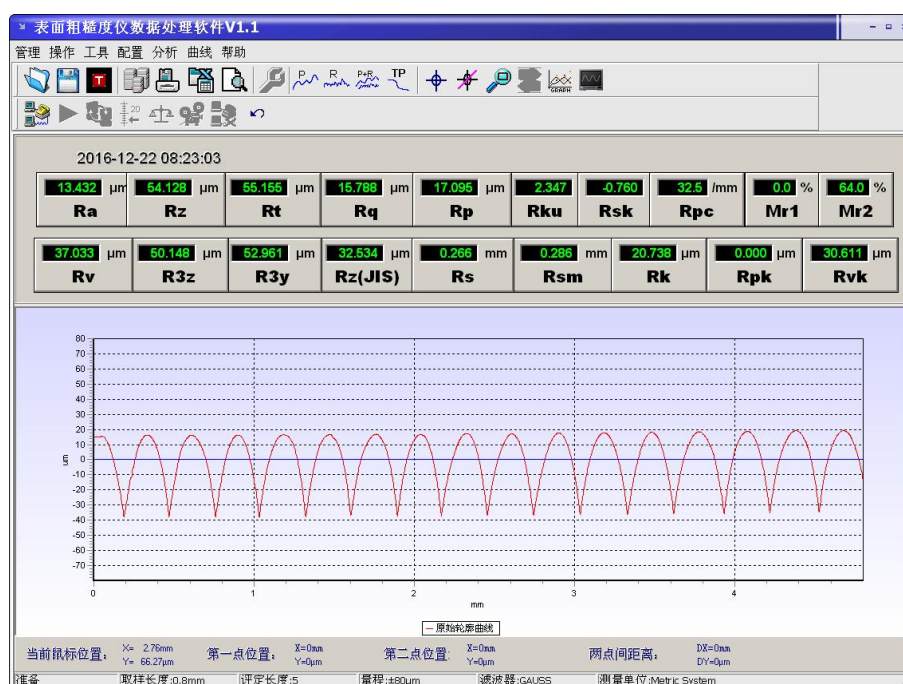 表面粗糙度仪数据处理软件V1.1
管理 操作 工具 配置 分析 曲线 帮助
P R P+R TP
GRAPH
20
2016-12-22 08:23:03
13.432 μm 54.128 μm 55.155 μm 15.788 μm 17.095 μm 2.347 -0.760 32.5 /mm 0.0 % 64.0 %
Ra Rz Rt Rq Rp Rku Rsk Rpc Mr1 Mr2
37.033 μm 50.148 μm 52.961 μm 32.534 μm 0.266 mm 0.286 mm 20.738 μm 0.000 μm 30.611 μm
Rv R3z R3y Rz(JIS) Rs Rsm Rk Rpk Rvk
80
70
60
50
40
30
20
10
0
-10
-20
-30
-40
-50
-60
-70
um
0 1 2 3 4
mm
原始轮廓曲线
当前鼠标位置: X= 2.76mm Y= 66.27μm 第一点位置: X=0mm Y=0μm 第二点位置: X=0mm Y=0μm 两点间距离: DX=0mm DY=0μm
准备 取样长度:0.8mm 评定长度:5 量程:±80μm 滤波器:GAUSS 测量单位:Metric System